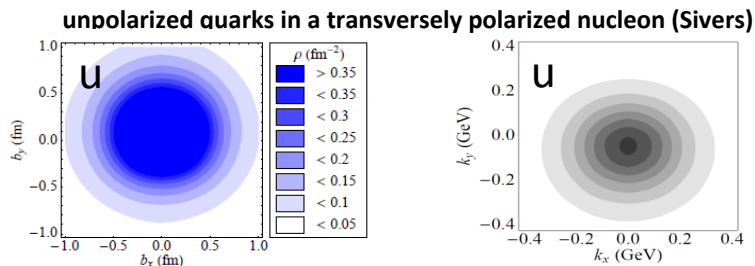 unpolarized quarks in a transversely polarized nucleon (Sivers)
u
1.0
0.5
0.0
−0.5
−1.0
b_y (fm)
−1.0 −0.5 0.0 0.5 1.0
b_x (fm)
ρ (fm⁻²)
> 0.35
< 0.35
< 0.3
< 0.25
< 0.2
< 0.15
< 0.1
< 0.05
u
0.4
0.2
−0.0
−0.2
−0.4
k_y (GeV)
−0.4 −0.2 0.0 0.2 0.4
k_x (GeV)